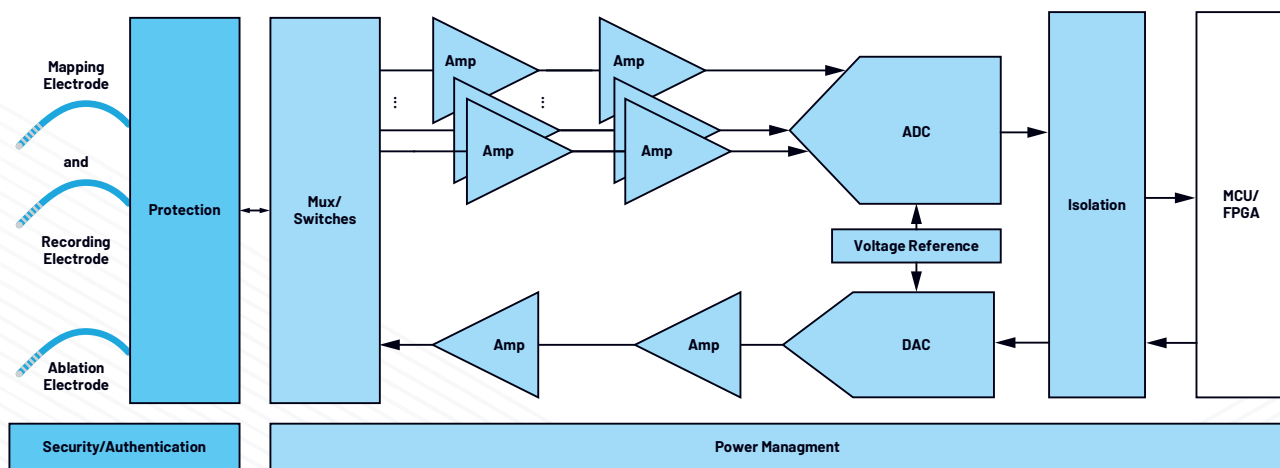 Mapping
Electrode
and
Recording
Electrode
Ablation
Electrode
Protection
Mux/
Switches
Amp
Amp
Amp
Amp
ADC
Voltage Reference
Amp
Amp
DAC
Isolation
MCU/
FPGA
Security/Authentication
Power Managment